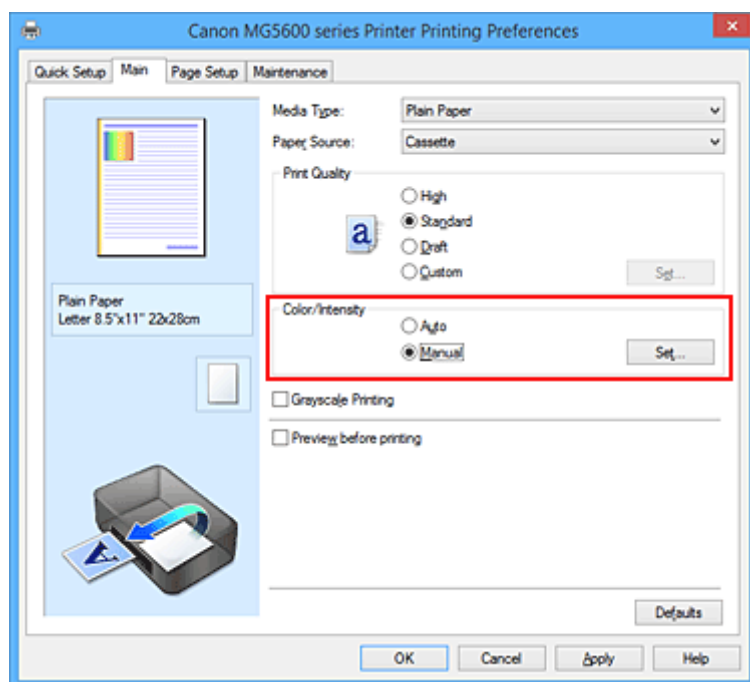 Canon MG5600 series Printer Printing Preferences
Quick Setup Main Page Setup Maintenance
Media Type: Plain Paper
Paper Source: Cassette
Print Quality
High
Standard
Draft
Custom Set...
a
Plain Paper
Letter 8.5"x11" 22x28cm
Color/Intensity
Auto
Manual Set...
Grayscale Printing
Preview before printing
A
Defaults
OK Cancel Apply Help